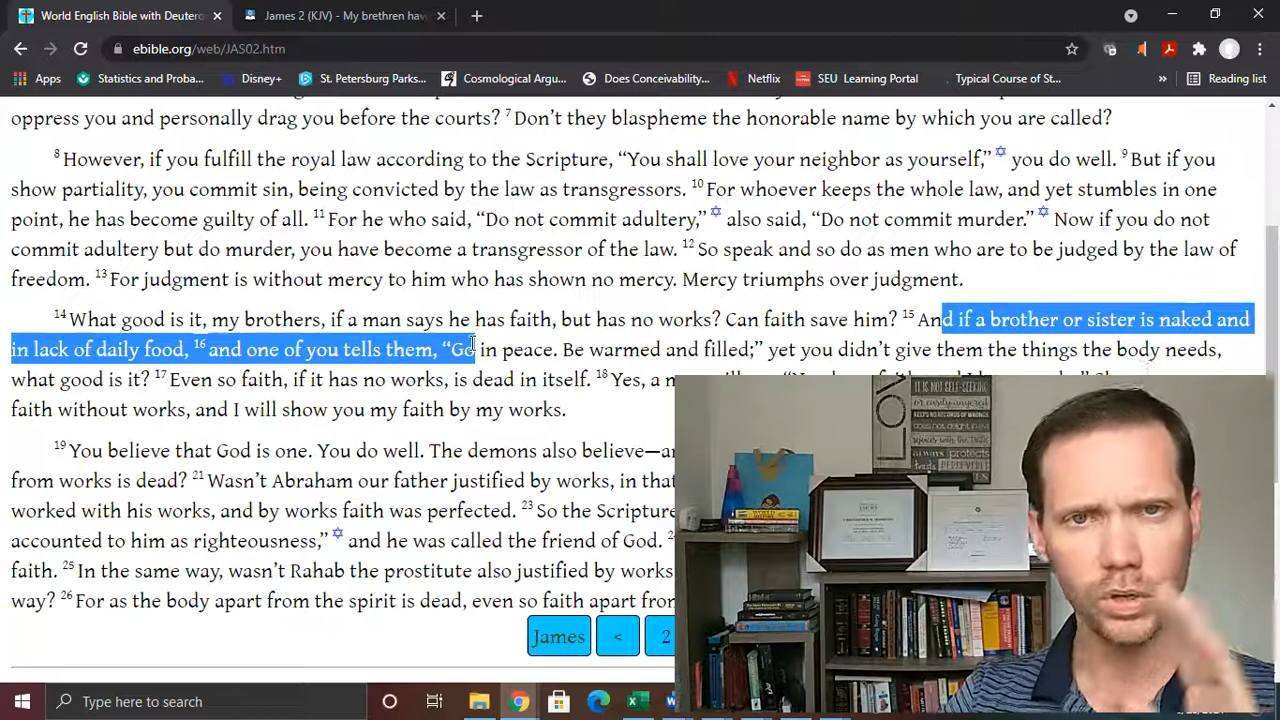 World English Bible with Deutero
James 2 (KJV) - My brethren hav
ebible.org/web/JAS02.htm
Apps Statistics and Proba... Disney+ St. Petersburg Parks... Cosmological Argu... Does Conceivability... Netflix SEU Learning Portal Typical Course of St... » Reading list
oppress you and personally drag you before the courts? 7 Don’t they blaspheme the honorable name by which you are called?
8 However, if you fulfill the royal law according to the Scripture, “You shall love your neighbor as yourself,” you do well. 9 But if you
show partiality, you commit sin, being convicted by the law as transgressors. 10 For whoever keeps the whole law, and yet stumbles in one
point, he has become guilty of all. 11 For he who said, “Do not commit adultery,” also said, “Do not commit murder.” Now if you do not
commit adultery but do murder, you have become a transgressor of the law. 12 So speak and so do as men who are to be judged by the law of
freedom. 13 For judgment is without mercy to him who has shown no mercy. Mercy triumphs over judgment.
14 What good is it, my brothers, if a man says he has faith, but has no works? Can faith save him? 15 And if a brother or sister is naked and
in lack of daily food, 16 and one of you tells them, “Go in peace. Be warmed and filled;” yet you didn’t give them the things the body needs,
what good is it? 17 Even so faith, if it has no works, is dead in itself. 18 Yes, a
faith without works, and I will show you my faith by my works.
19 You believe that God is one. You do well. The demons also believe—
from works is dead? 21 Wasn’t Abraham our father justified by works, in that
worked with his works, and by works faith was perfected. 23 So the Scripture
accounted to him as righteousness,” and he was called the friend of God.
faith. 25 In the same way, wasn’t Rahab the prostitute also justified by works
way? 26 For as the body apart from the spirit is dead, even so faith apart from
James < 2
IT IS NOT SELF-SEEKING
always protects
PERSEVERES
Type here to search